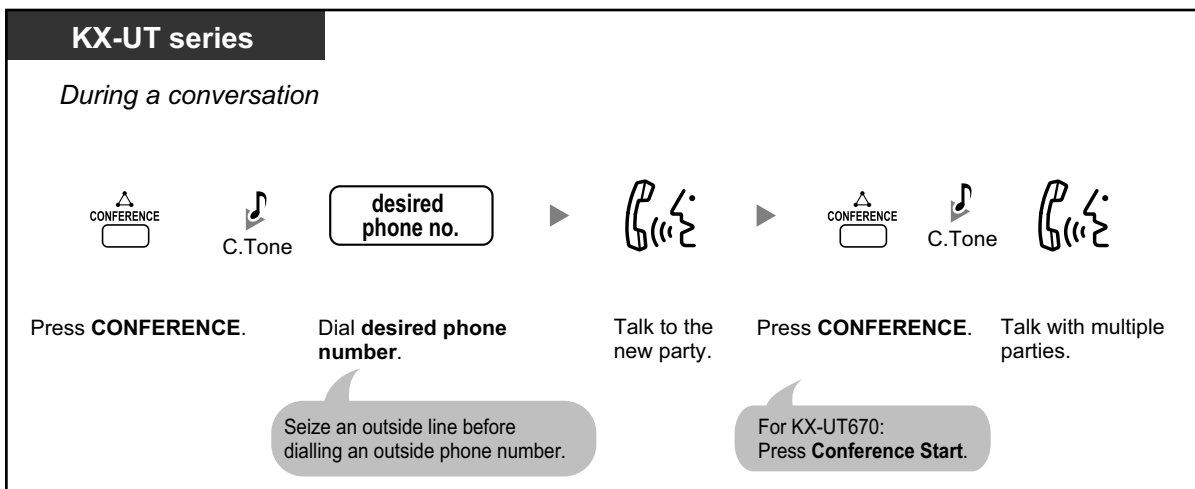 KX-UT series
During a conversation
CONFERENCE
C.Tone
desired
phone no.
CONFERENCE
C.Tone
Press CONFERENCE.
Dial desired phone
number.
Talk to the
new party.
Press CONFERENCE.
Talk with multiple
parties.
Seize an outside line before
dialling an outside phone number.
For KX-UT670:
Press Conference Start.